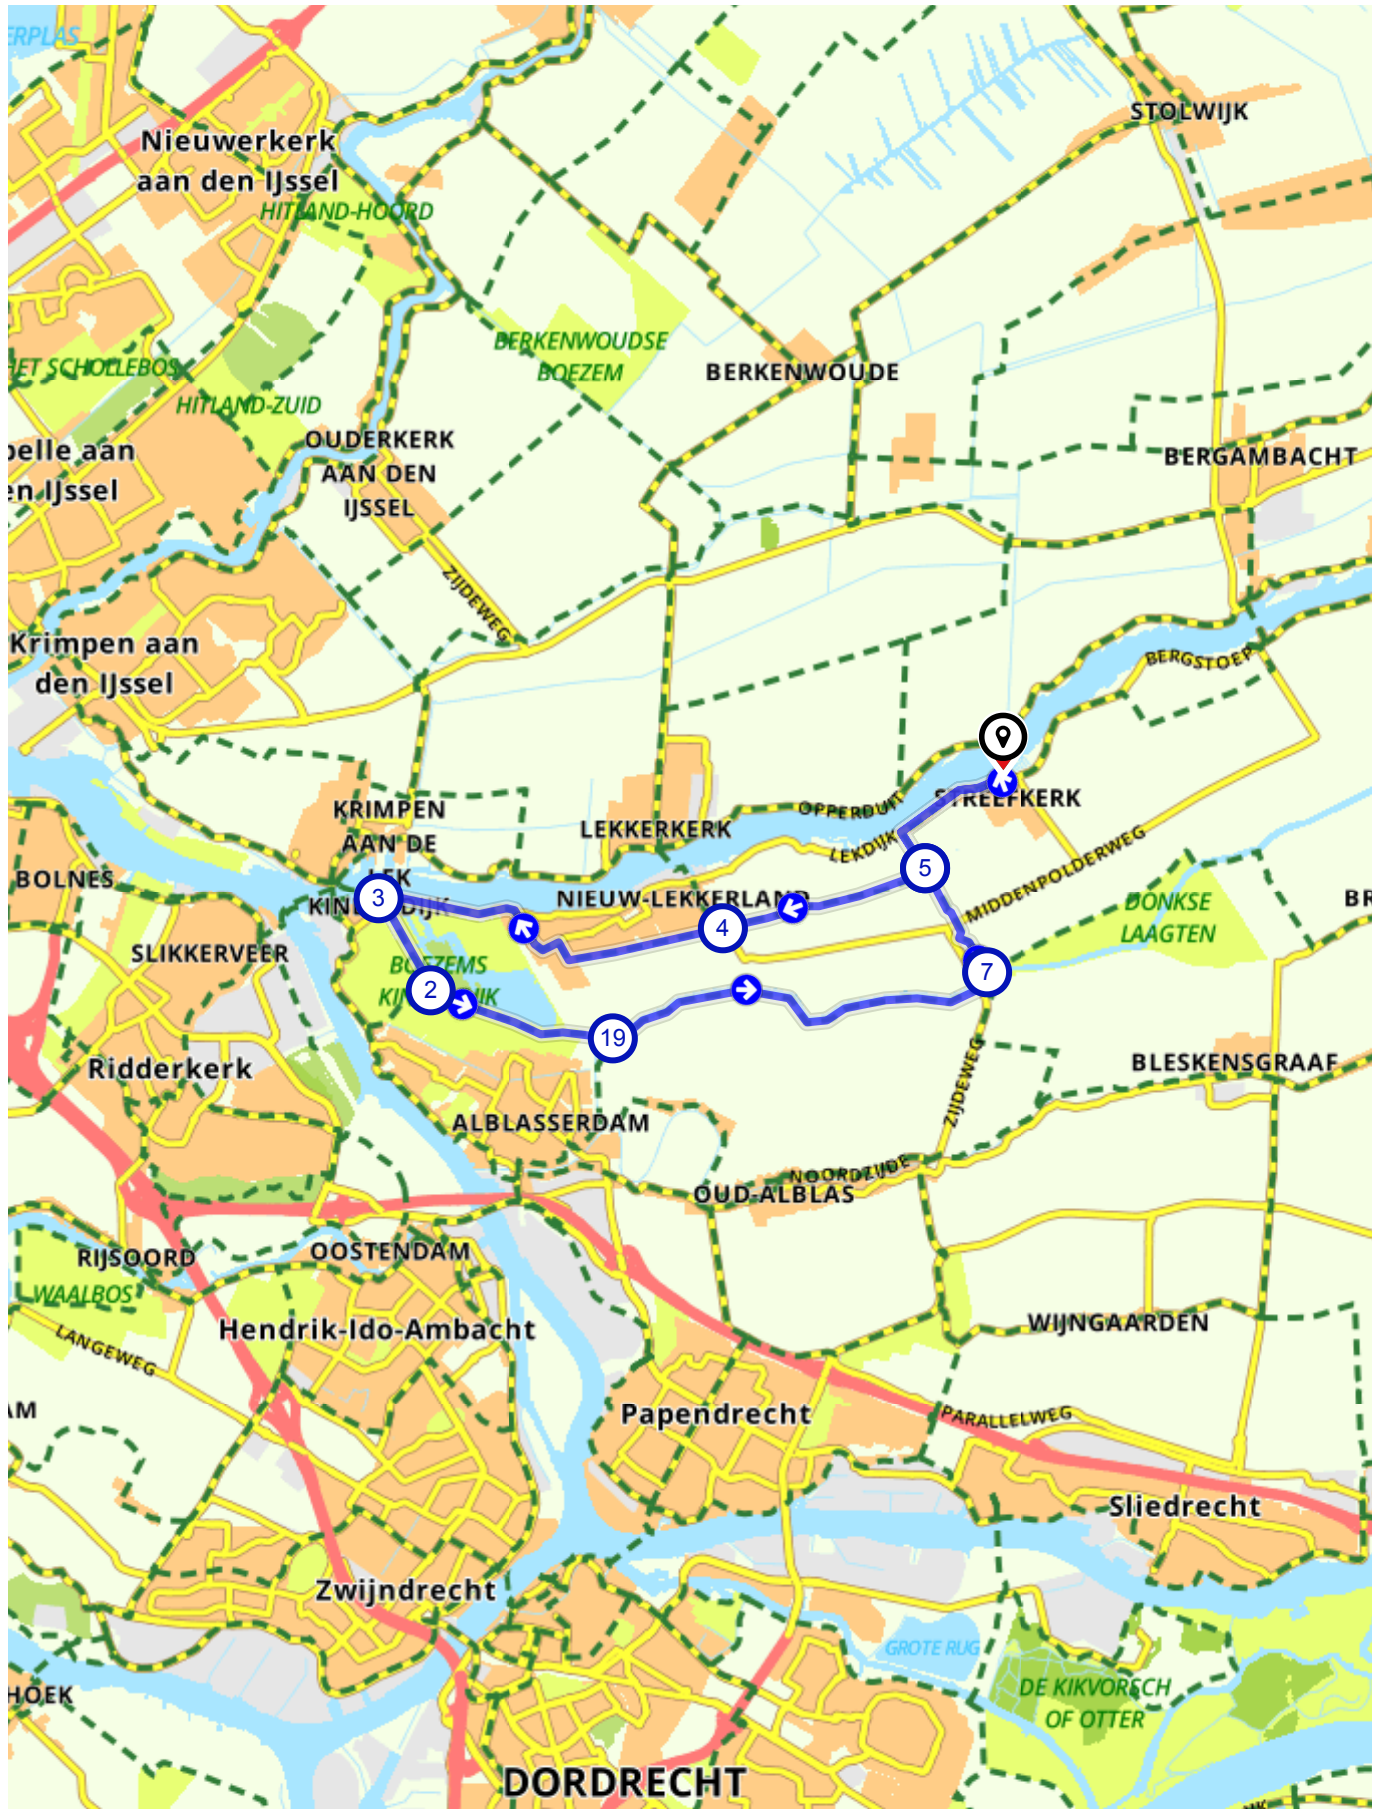 ERPLAS
STOLWIJK
Nieuwerkerk
aan den IJssel
HITLAND-HOORD
BERKENWOUDSE
BOEZEM
HET SCHOLLEBOS
BERKENWOUDE
HITLAND-ZUID
OUDERKERK
AAN DEN
IJSSEL
pelle aan
en IJssel
BERGAMBACHT
ZIJDEWEG
Krimpen aan
den IJssel
BERGSTOEP
STREEFKERK
OPPERDUIT
KRIMPEN
AAN DE
LEK
LEKKERKERK
LEKDIJK
5
MIDDENPOLDERWEG
BOLNES
3
NIEUW-LEKKERLAND
4
DONKSE
LAAGTEN
BR
SLIKKERVEER
BOEZEMS
2
7
19
Ridderkerk
ZIJDEWEG
BLESKENSGRAAF
ALBLASSERDAM
NOORDZIJDE
OUD-ALBLAS
RIJSOORD
OOSTENDAM
WAALBOS
LANGEWEG
Hendrik-Ido-Ambacht
WIJNGAARDEN
AM
Papendrecht
PARALLELWEG
Sliedrecht
Zwijndrecht
GROTE RUG
HOEK
DE KIKVORSCH
OF OTTER
DORDRECHT